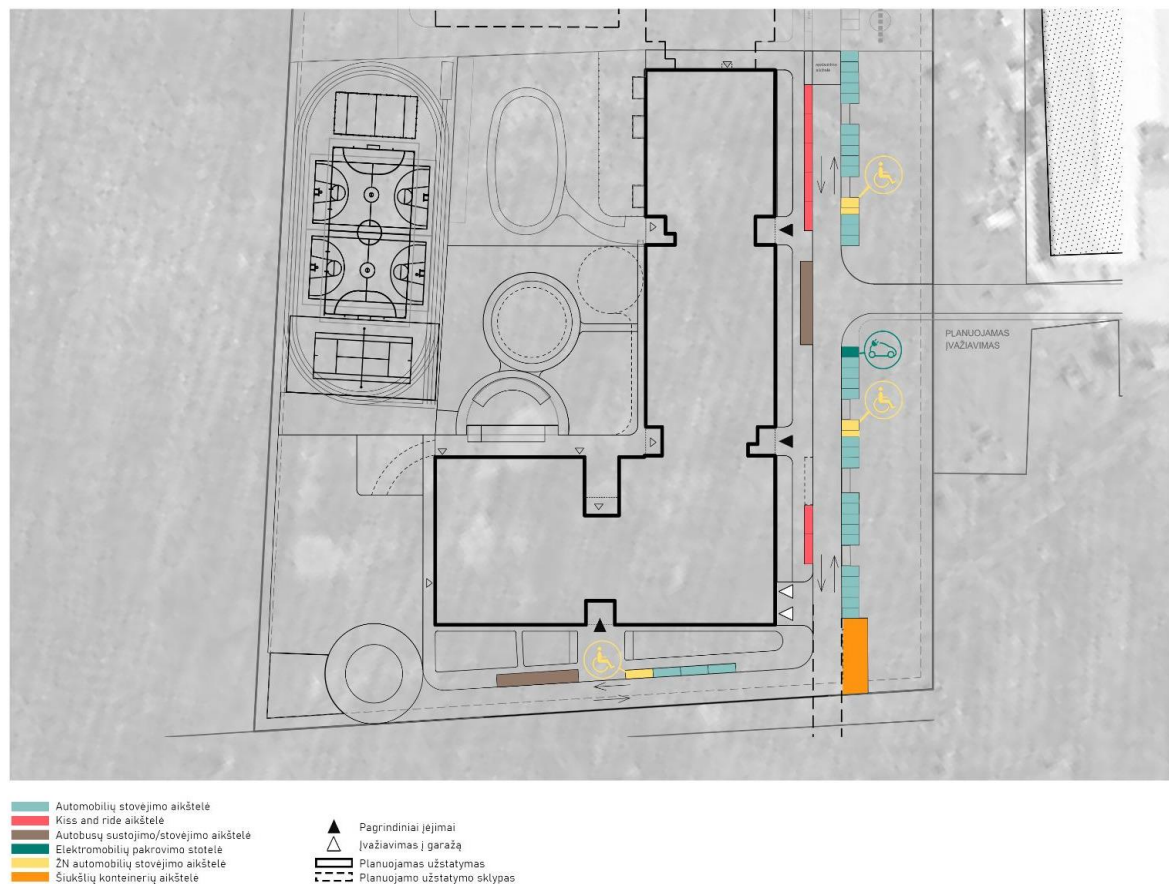 PLANUOJAMAS
ĮVAŽIAVIMAS
Automobilių stovėjimo aikštelė
Kiss and ride aikštelė
Autobusų sustojimo/stovėjimo aikštelė
Elektromobilių pakrovimo stotelė
ŽN automobilių stovėjimo aikštelė
Šiukšlių konteinerių aikštelė
Pagrindiniai įėjimai
Įvažiavimas į garažą
Planuojamas užstatymas
Planuojamo užstatymo sklypas